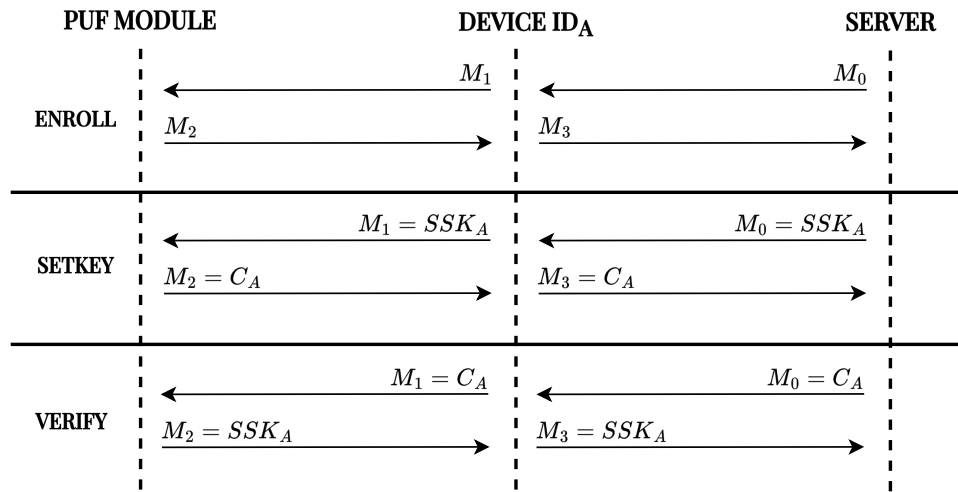 PUF MODULE DEVICE ID_A SERVER
M_1 M_0
ENROLL
M_2 M_3
M_1 = SSK_A M_0 = SSK_A
SETKEY
M_2 = C_A M_3 = C_A
M_1 = C_A M_0 = C_A
VERIFY
M_2 = SSK_A M_3 = SSK_A